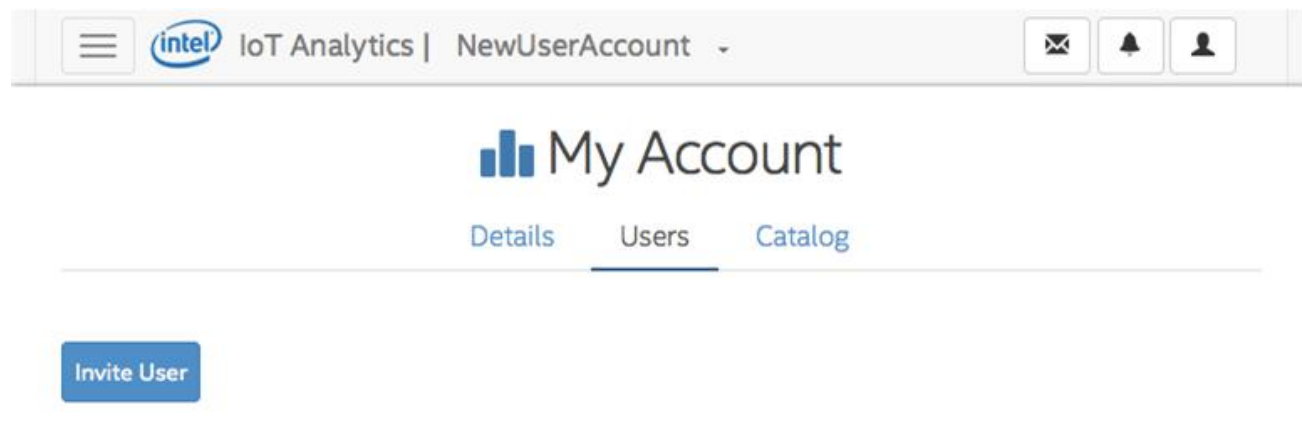 intel IoT Analytics | NewUserAccount
My Account
Details Users Catalog
Invite User